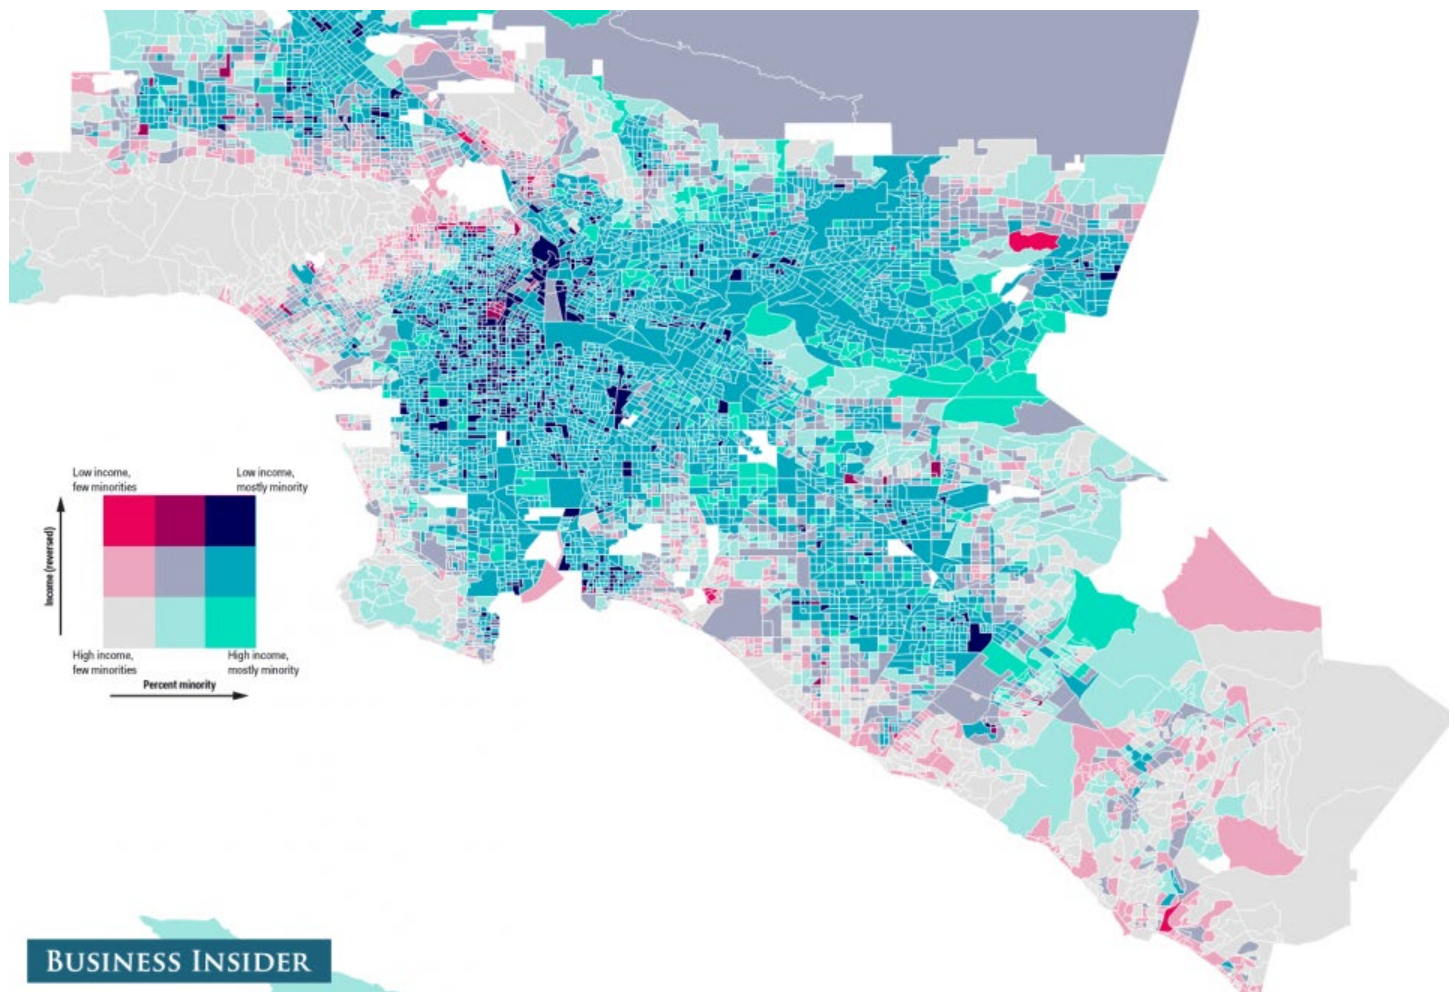 Low income,
few minorities
Low income,
mostly minority
Income (reversed)
High income,
few minorities
High income,
mostly minority
Percent minority
BUSINESS INSIDER